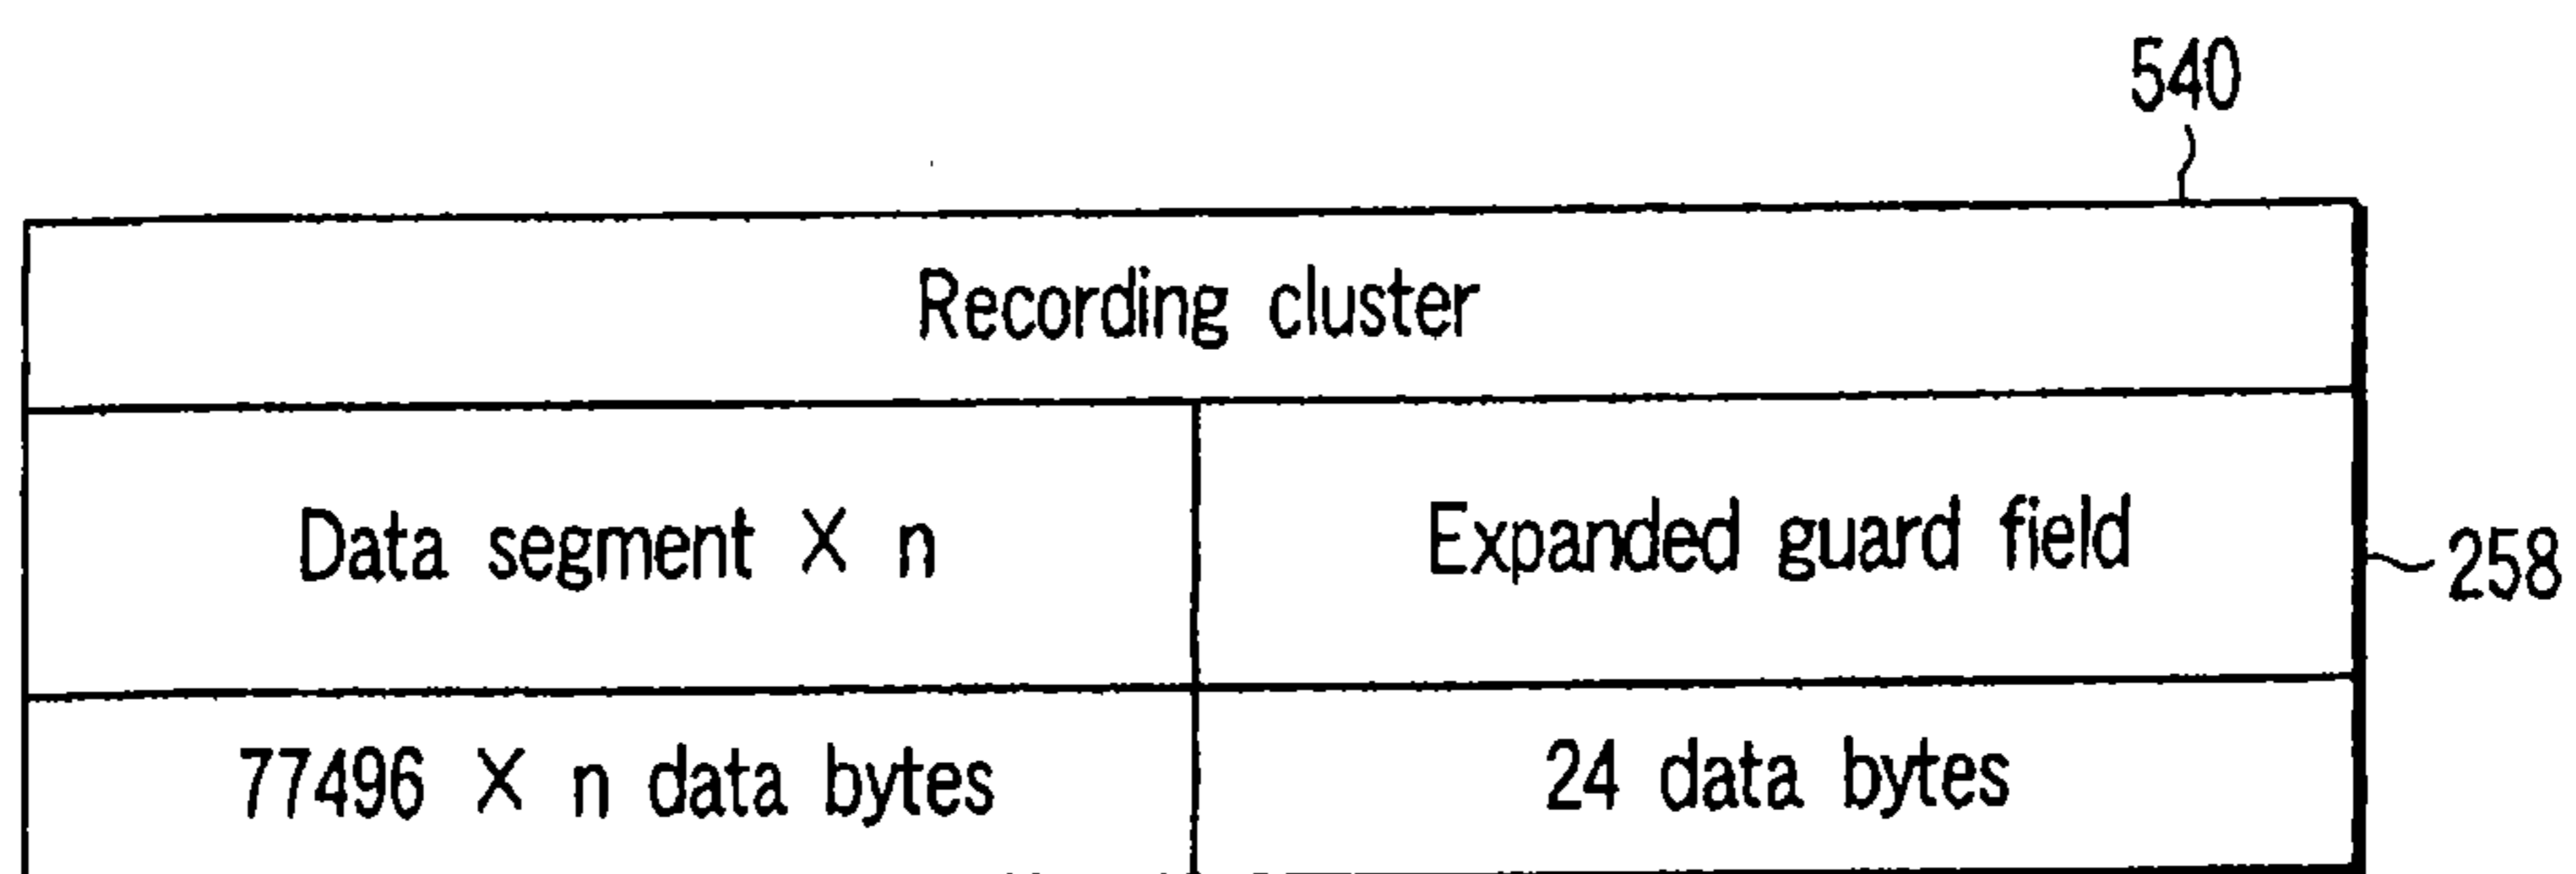 540
Recording cluster
Data segment X n
Expanded guard field
258
77496 X n data bytes
24 data bytes